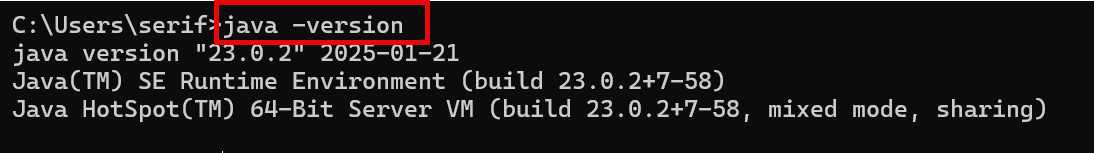 C:\Users\serif>java -version
java version "23.0.2" 2025-01-21
Java(TM) SE Runtime Environment (build 23.0.2+7-58)
Java HotSpot(TM) 64-Bit Server VM (build 23.0.2+7-58, mixed mode, sharing)